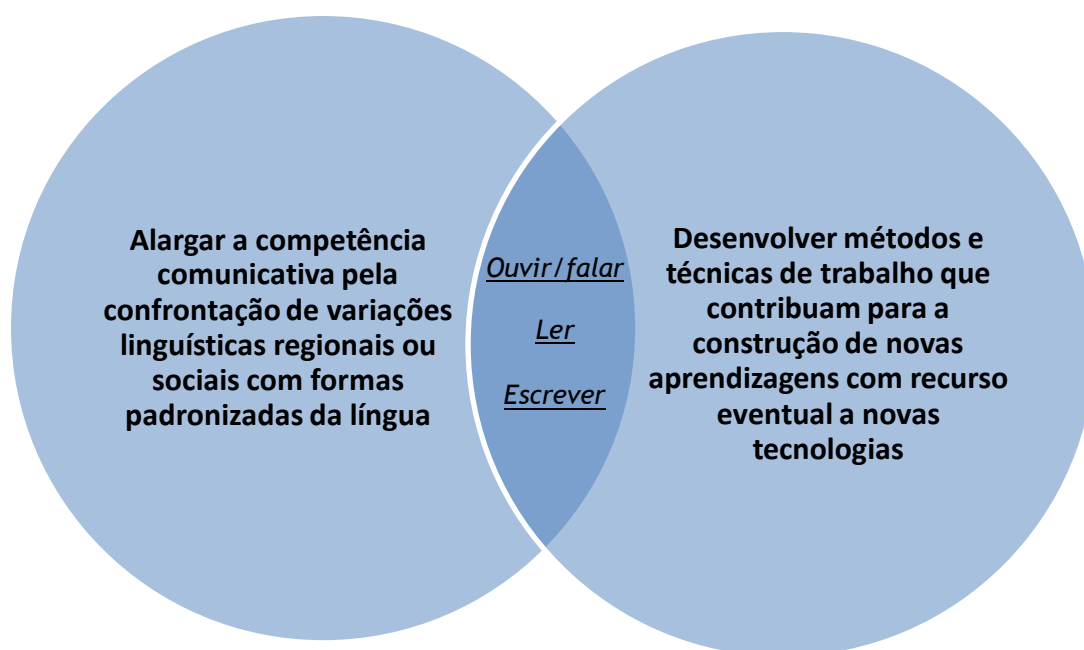 Alargar a competência
comunicativa pela
confrontação de variações
linguísticas regionais ou
sociais com formas
padronizadas da língua
Ouvir/falar
Ler
Escrever
Desenvolver métodos e
técnicas de trabalho que
contribuam para a
construção de novas
aprendizagens com recurso
eventual a novas
tecnologias